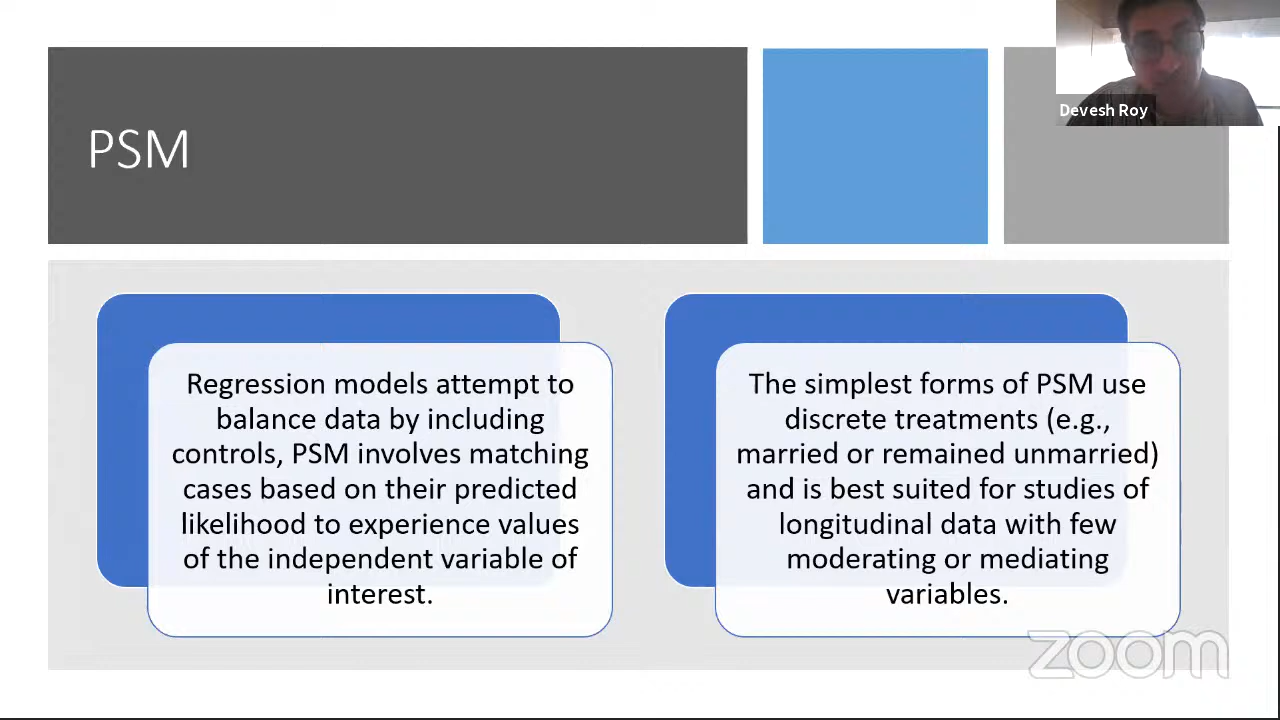 Devesh Roy
PSM
Regression models attempt to
balance data by including
controls, PSM involves matching
cases based on their predicted
likelihood to experience values
of the independent variable of
interest.
The simplest forms of PSM use
discrete treatments (e.g.,
married or remained unmarried)
and is best suited for studies of
longitudinal data with few
moderating or mediating
variables.
zoom